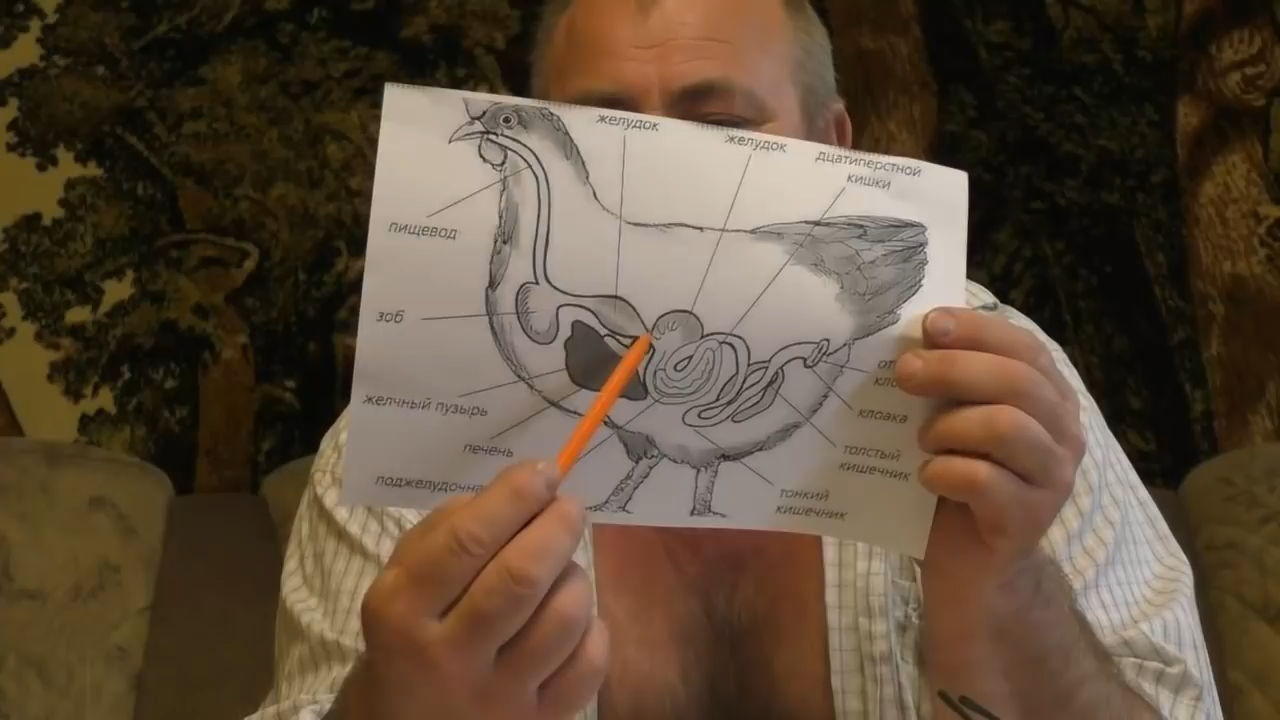 желудок
желудок
дцатиперстной
кишки
пищевод
зоб
желчный пузырь
печень
клоака
толстый
кишечник
тонкий
кишечник